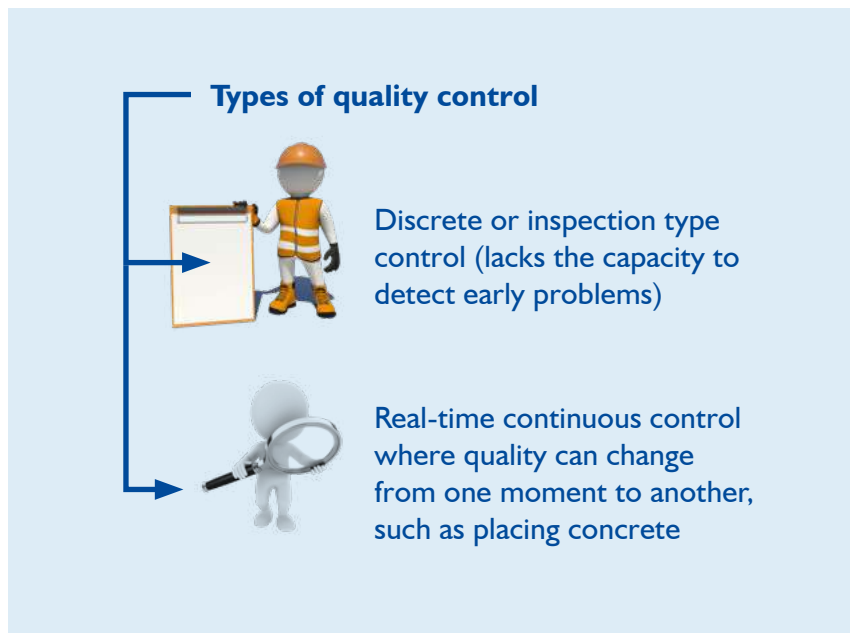 Types of quality control
Discrete or inspection type
control (lacks the capacity to
detect early problems)
Real-time continuous control
where quality can change
from one moment to another,
such as placing concrete